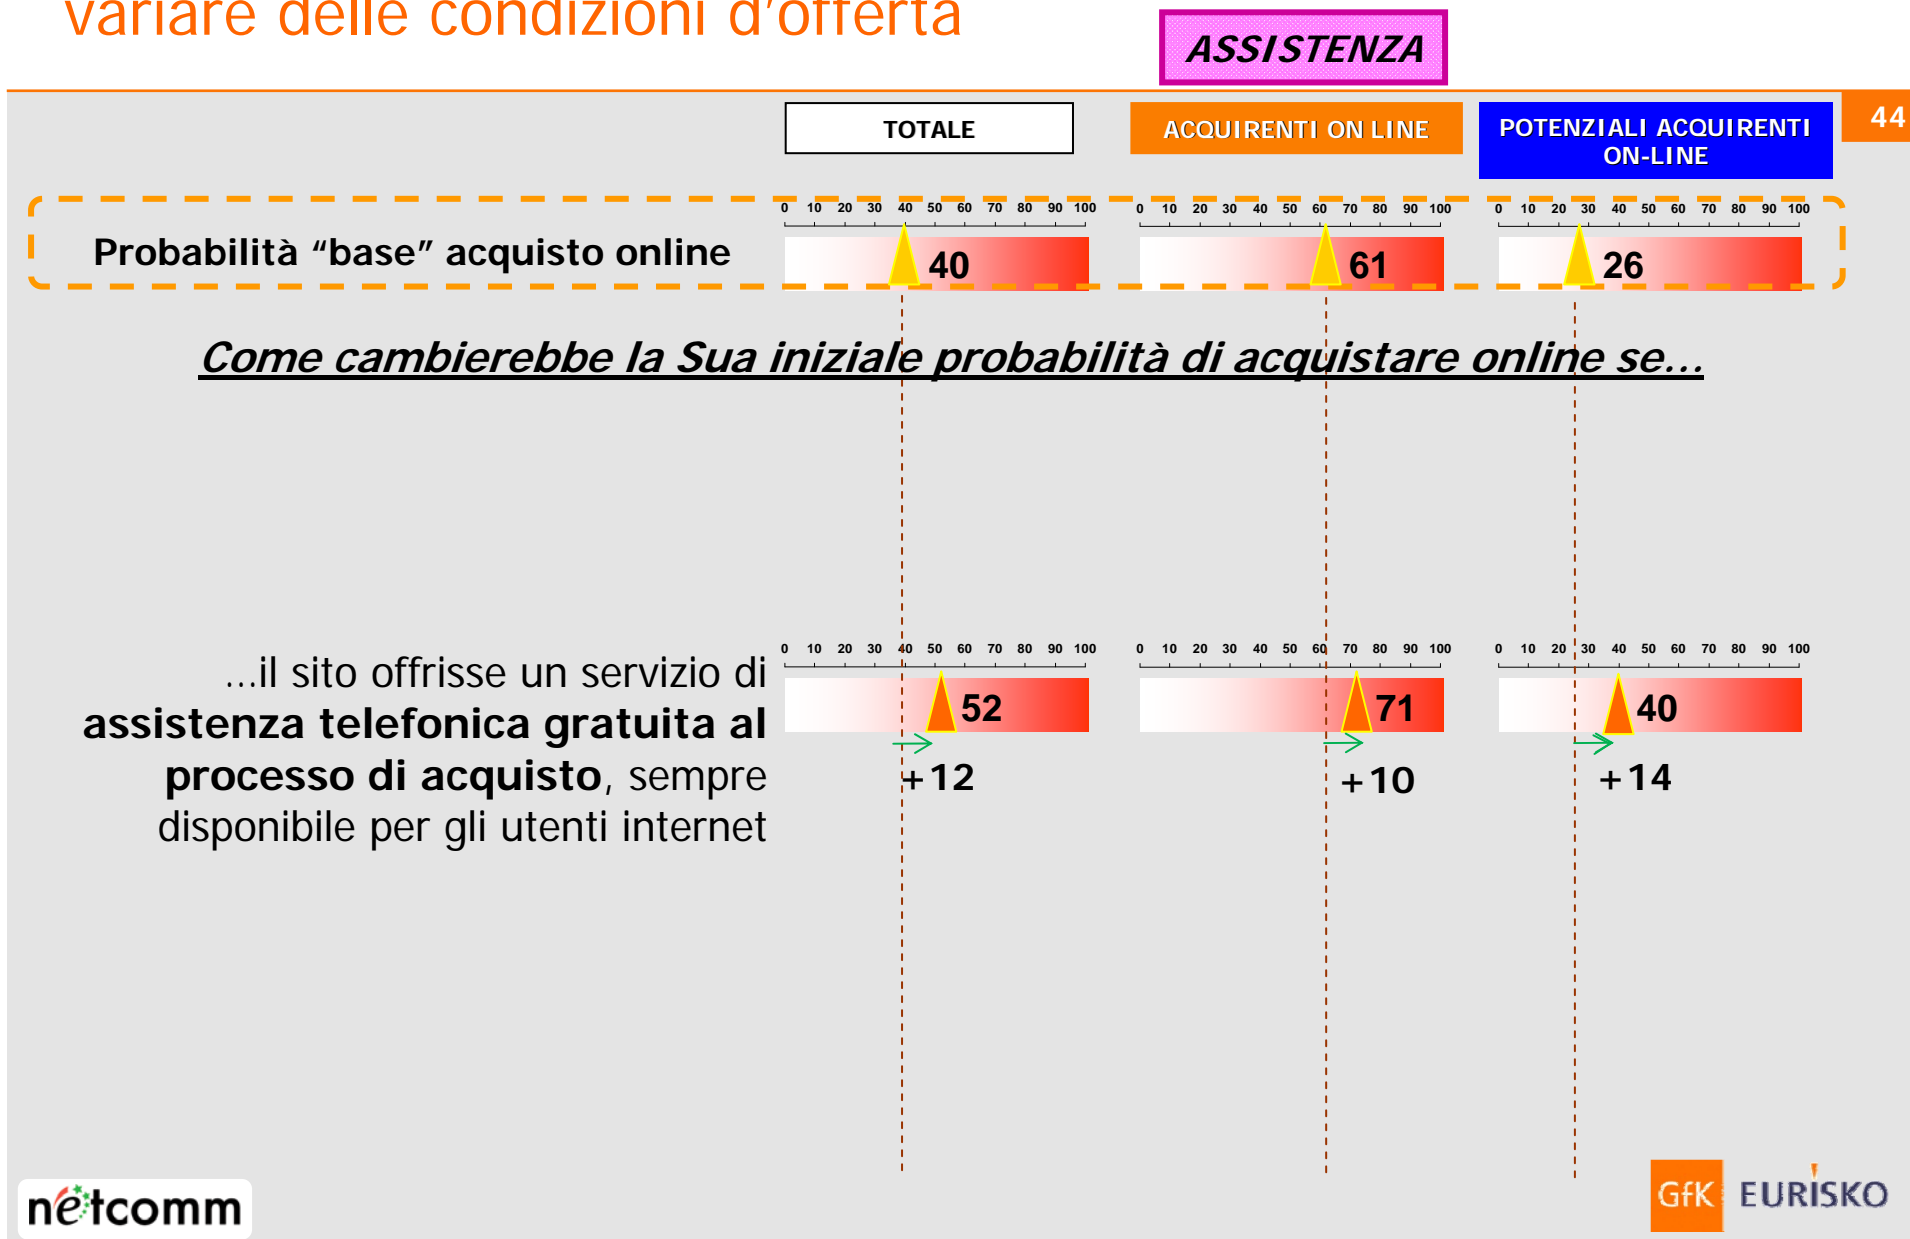 variare delle condizioni d'offerta
ASSISTENZA
44
TOTALE
ACQUIRENTI ON LINE
POTENZIALI ACQUIRENTI
ON-LINE
0 10 20 30 40 50 60 70 80 90 100
0 10 20 30 40 50 60 70 80 90 100
0 10 20 30 40 50 60 70 80 90 100
Probabilità “base” acquisto online
40
61
26
Come cambierebbe la Sua iniziale probabilità di acquistare online se…
0 10 20 30 40 50 60 70 80 90 100
0 10 20 30 40 50 60 70 80 90 100
0 10 20 30 40 50 60 70 80 90 100
…il sito offrisse un servizio di
assistenza telefonica gratuita al
processo di acquisto, sempre
disponibile per gli utenti internet
52
71
40
+12
+10
+14
netcomm
GfK EURISKO